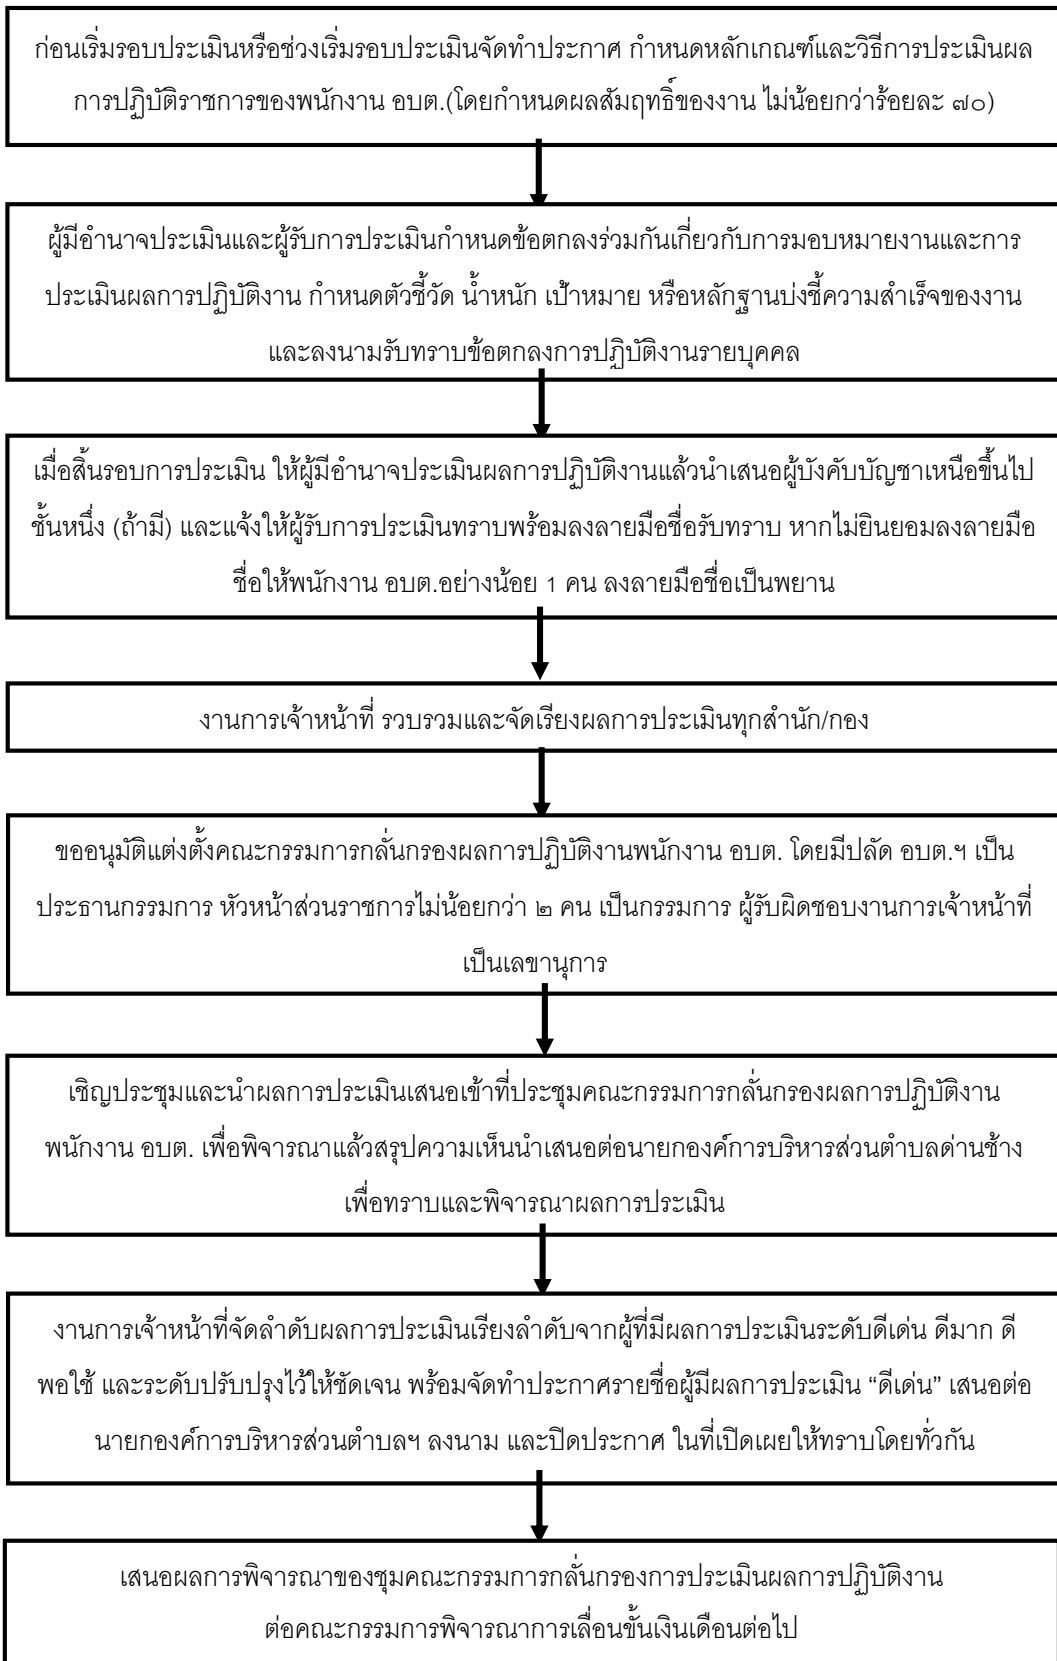 ก่อนเริ่มรอบประเมินหรือช่วงเริ่มรอบประเมินจัดทำประกาศ กำหนดหลักเกณฑ์และวิธีการประเมินผล
การปฏิบัติราชการของพนักงาน อบต.(โดยกำหนดผลสัมฤทธิ์ของงาน ไม่น้อยกว่าร้อยละ ๗๐)
ผู้มีอำนาจประเมินและผู้รับการประเมินกำหนดข้อตกลงร่วมกันเกี่ยวกับการมอบหมายงานและการ
ประเมินผลการปฏิบัติงาน กำหนดตัวชี้วัด น้ำหนัก เป้าหมาย หรือหลักฐานบ่งชี้ความสำเร็จของงาน
และลงนามรับทราบข้อตกลงการปฏิบัติงานรายบุคคล
เมื่อสิ้นรอบการประเมิน ให้ผู้มีอำนาจประเมินผลการปฏิบัติงานแล้วนำเสนอผู้บังคับบัญชาเหนือขึ้นไป
ชั้นหนึ่ง (ถ้ามี) และแจ้งให้ผู้รับการประเมินทราบพร้อมลงลายมือชื่อรับทราบ หากไม่ยินยอมลงลายมือ
ชื่อให้พนักงาน อบต.อย่างน้อย 1 คน ลงลายมือชื่อเป็นพยาน
งานการเจ้าหน้าที่ รวบรวมและจัดเรียงผลการประเมินทุกสำนัก/กอง
ขออนุมัติแต่งตั้งคณะกรรมการกลั่นกรองผลการปฏิบัติงานพนักงาน อบต. โดยมีปลัด อบต.ฯ เป็น
ประธานกรรมการ หัวหน้าส่วนราชการไม่น้อยกว่า ๒ คน เป็นกรรมการ ผู้รับผิดชอบงานการเจ้าหน้าที่
เป็นเลขานุการ
เชิญประชุมและนำผลการประเมินเสนอเข้าที่ประชุมคณะกรรมการกลั่นกรองผลการปฏิบัติงาน
พนักงาน อบต. เพื่อพิจารณาแล้วสรุปความเห็นนำเสนอต่อนายกองค์การบริหารส่วนตำบลด่านช้าง
เพื่อทราบและพิจารณาผลการประเมิน
งานการเจ้าหน้าที่จัดลำดับผลการประเมินเรียงลำดับจากผู้ที่มีผลการประเมินระดับดีเด่น ดีมาก ดี
พอใช้ และระดับปรับปรุงไว้ให้ชัดเจน พร้อมจัดทำประกาศรายชื่อผู้มีผลการประเมิน “ดีเด่น” เสนอต่อ
นายกองค์การบริหารส่วนตำบลฯ ลงนาม และปิดประกาศ ในที่เปิดเผยให้ทราบโดยทั่วกัน
เสนอผลการพิจารณาของชุมคณะกรรมการกลั่นกรองการประเมินผลการปฏิบัติงาน
ต่อคณะกรรมการพิจารณาการเลื่อนขั้นเงินเดือนต่อไป